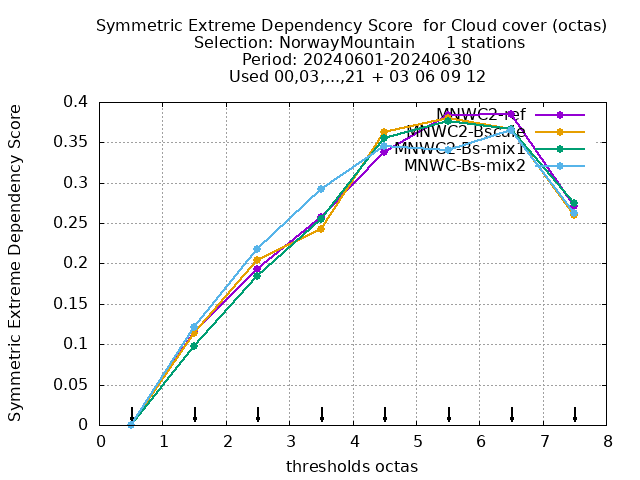 Symmetric Extreme Dependency Score  for Cloud cover (octas)
Selection: NorwayMountain      1 stations
Period: 20240601-20240630
Used 00,03,...,21 + 03 06 09 12
Symmetric Extreme Dependency Score
0.4
0.35
0.3
0.25
0.2
0.15
0.1
0.05
0
MNWC2-ref
MNWC2-Bscale
MNWC2-Bs-mix1
MNWC-Bs-mix2
0 1 2 3 4 5 6 7 8
thresholds octas